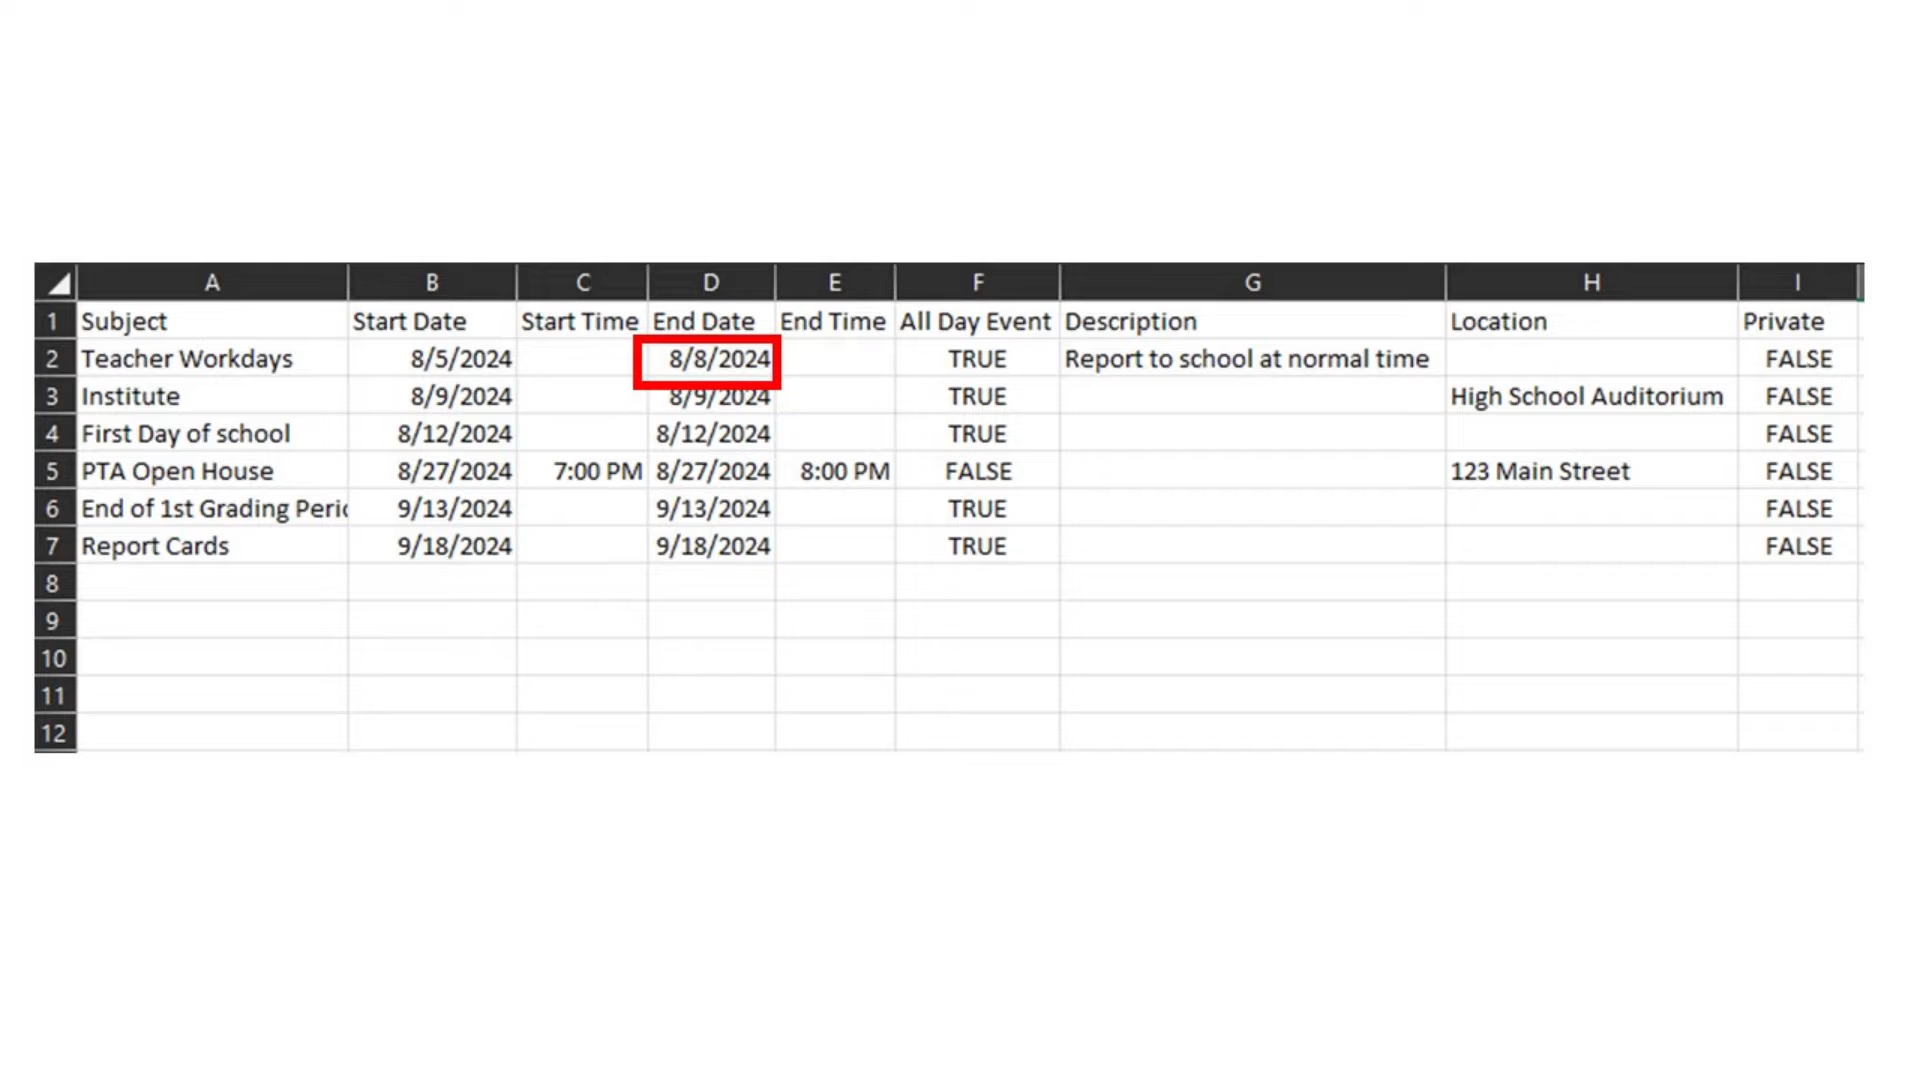 A B C D E F G H I
1 Subject Start Date Start Time End Date End Time All Day Event Description Location Private
2 Teacher Workdays 8/5/2024 8/8/2024 TRUE Report to school at normal time FALSE
3 Institute 8/9/2024 8/9/2024 TRUE High School Auditorium FALSE
4 First Day of school 8/12/2024 8/12/2024 TRUE FALSE
5 PTA Open House 8/27/2024 7:00 PM 8/27/2024 8:00 PM FALSE 123 Main Street FALSE
6 End of 1st Grading Peric 9/13/2024 9/13/2024 TRUE FALSE
7 Report Cards 9/18/2024 9/18/2024 TRUE FALSE
8
9
10
11
12